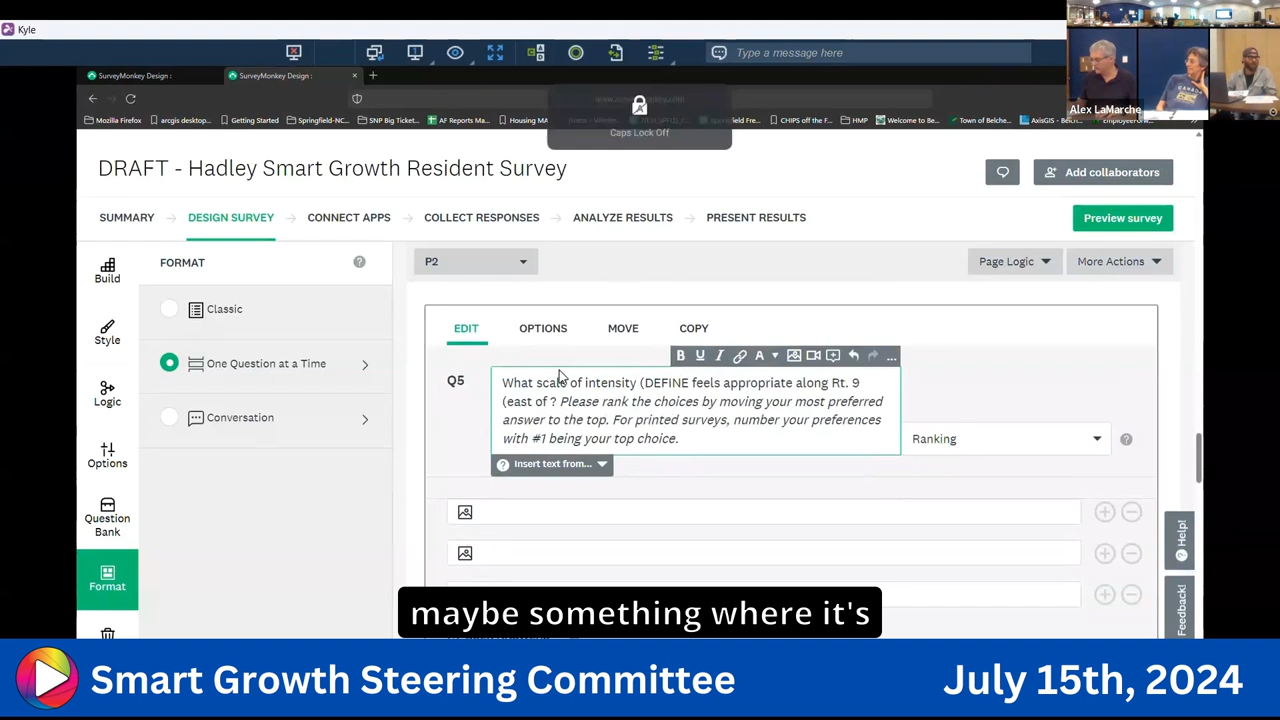 Kyle
Type a message here
SurveyMonkey Design :
SurveyMonkey Design :
Mozilla Firefox
arcgis desktop...
Getting Started
Springfield-NC...
SNP Big Ticket...
AF Reports Ma...
Housing MA
CHIPS off the F...
HMP
Welcome to Be...
Town of Belche...
AxisGIS - Belch...
Caps Lock Off
Alex LaMarche
DRAFT - Hadley Smart Growth Resident Survey
Add collaborators
SUMMARY
DESIGN SURVEY
CONNECT APPS
COLLECT RESPONSES
ANALYZE RESULTS
PRESENT RESULTS
Preview survey
Build
Style
Logic
Options
Question
Bank
Format
FORMAT
Classic
One Question at a Time
Conversation
P2
Page Logic
More Actions
EDIT
OPTIONS
MOVE
COPY
B U I A ...
Q5
What scale of intensity (DEFINE feels appropriate along Rt. 9
(east of ? Please rank the choices by moving your most preferred
answer to the top. For printed surveys, number your preferences
with #1 being your top choice.
Ranking
Insert text from...
Help!
Feedback!
maybe something where it's
Smart Growth Steering Committee
July 15th, 2024